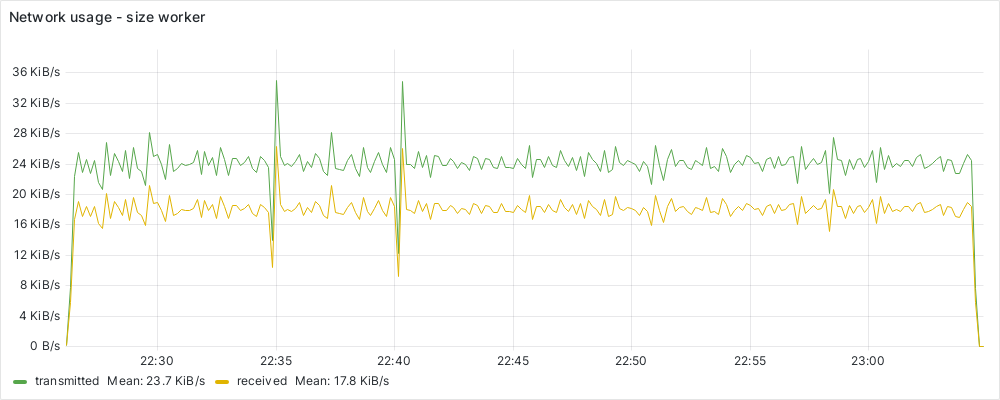 Network usage - size worker
36 KiB/s
32 KiB/s
28 KiB/s
24 KiB/s
20 KiB/s
16 KiB/s
12 KiB/s
8 KiB/s
4 KiB/s
0 B/s
22:30 22:35 22:40 22:45 22:50 22:55 23:00
transmitted Mean: 23.7 KiB/s received Mean: 17.8 KiB/s